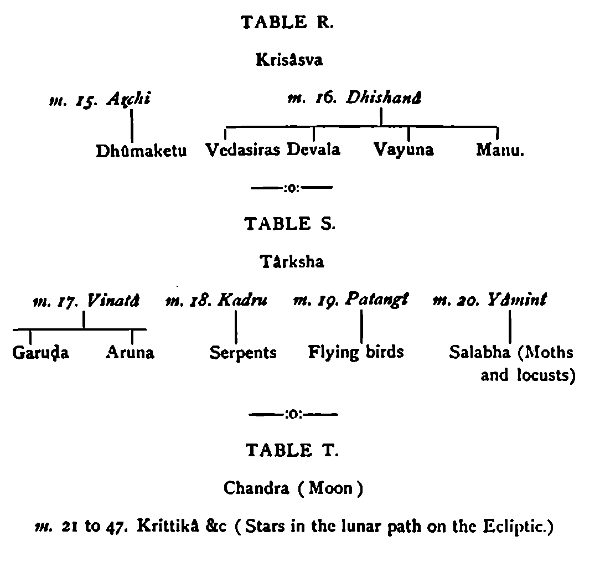 TABLE R.
Krisâsva
m. 15. Archi m. 16. Dhishanâ
Dhûmaketu Vedasiras Devala Vayuna Manu.
—:o:—
TABLE S.
Târksha
m. 17. Vinatâ m. 18. Kadru m. 19. Patangî m. 20. Yâminî
Garuḍa Aruna Serpents Flying birds Salabha (Moths
and locusts)
—:o:—
TABLE T.
Chandra ( Moon )
m. 21 to 47. Krittikâ &c ( Stars in the lunar path on the Ecliptic.)